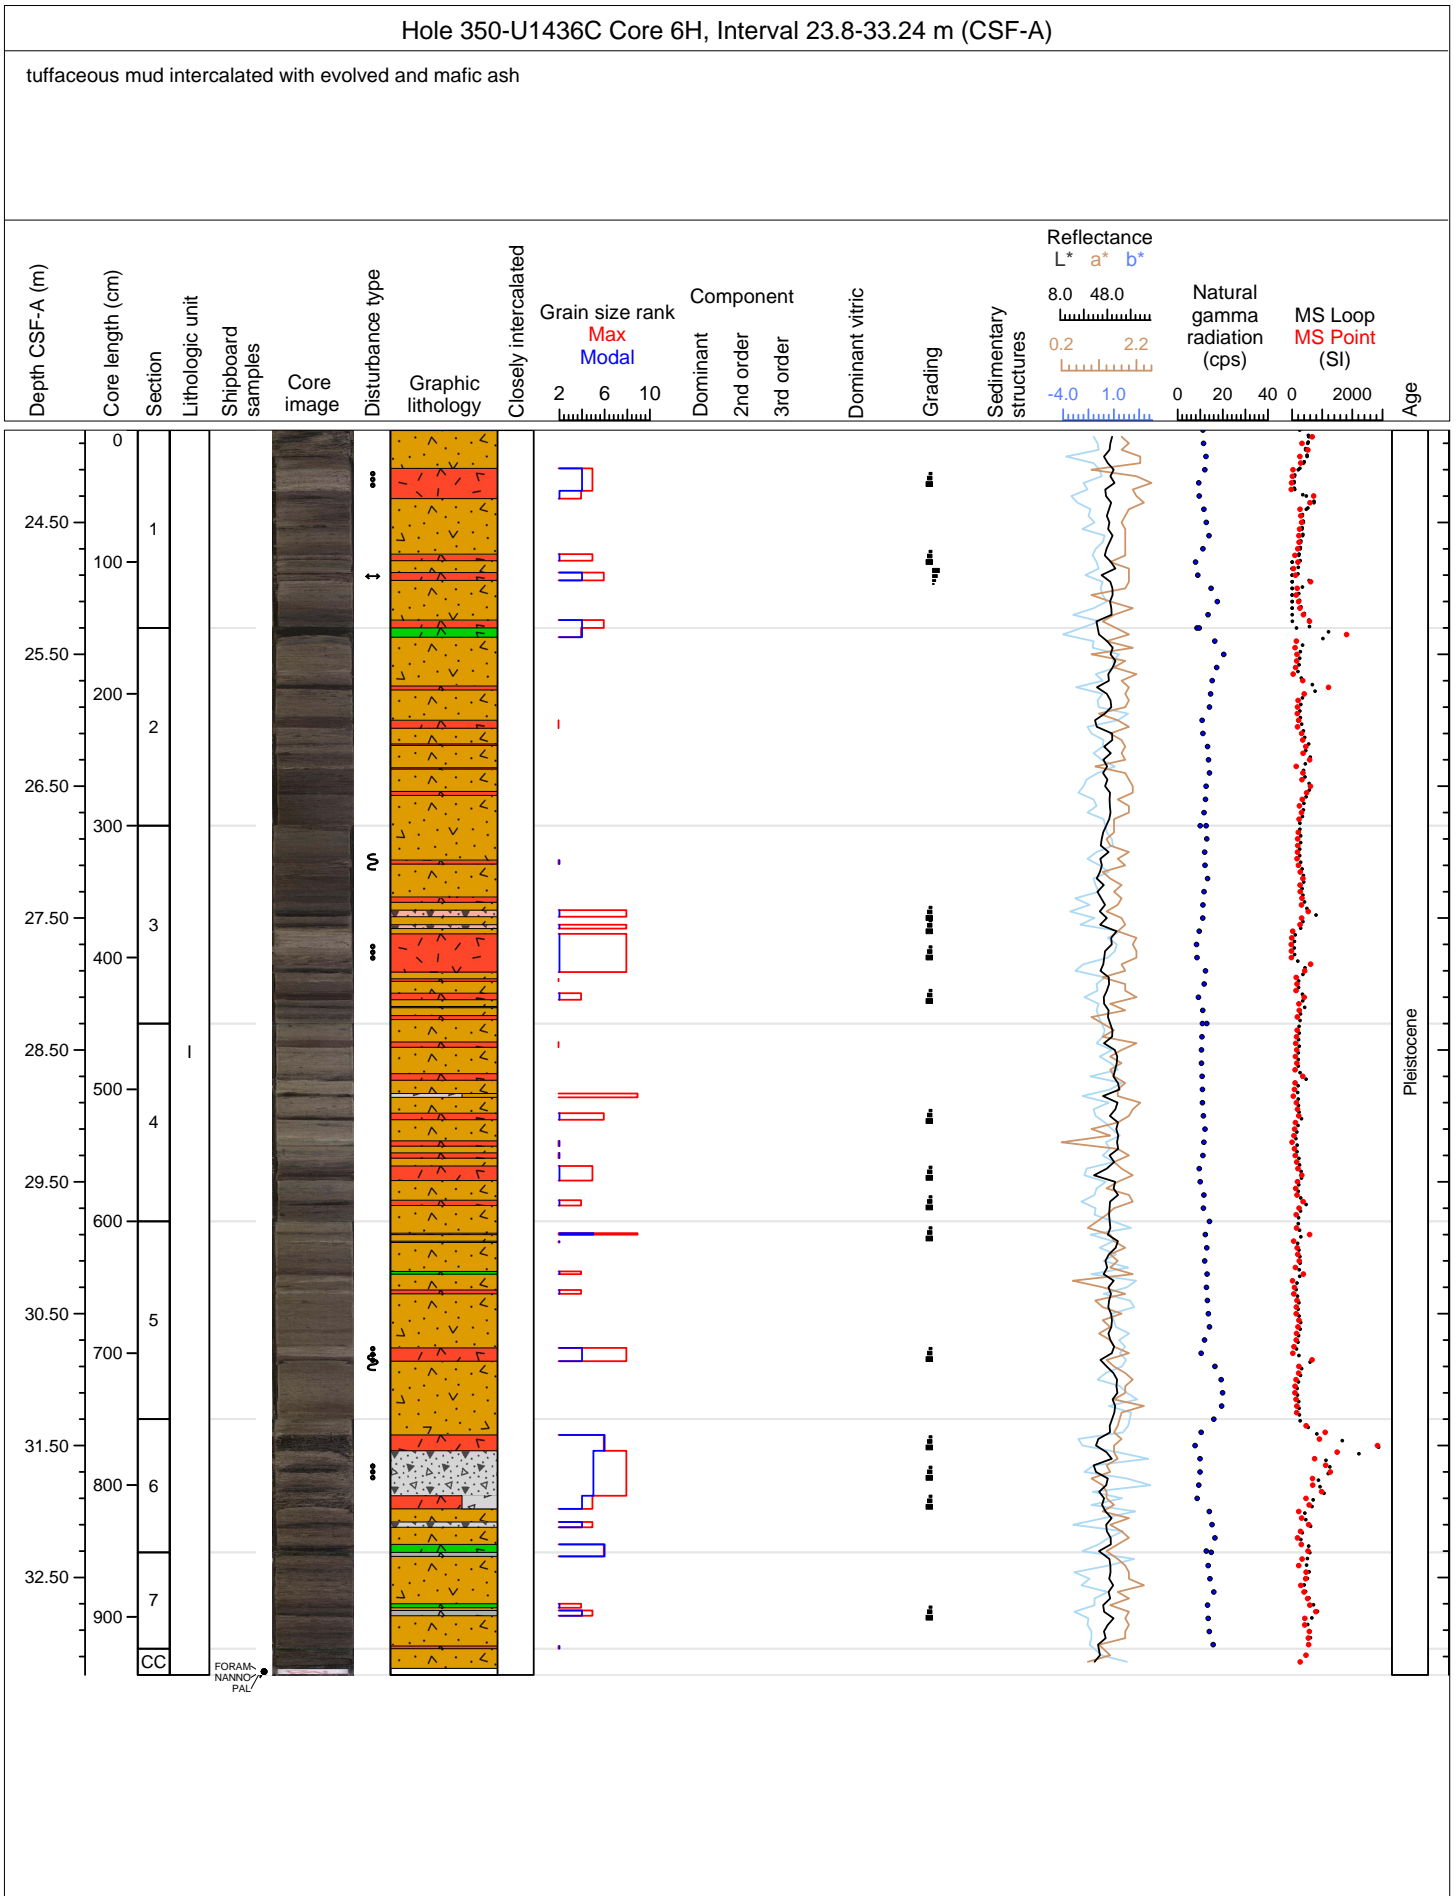 Hole 350-U1436C Core 6H, Interval 23.8-33.24 m (CSF-A)
tuffaceous mud intercalated with evolved and mafic ash
Depth CSF-A (m)
Core length (cm)
Section
Lithologic unit
Shipboard
samples
Core
image
Disturbance type
Graphic
lithology
Closely intercalated
Grain size rank
Max
Modal
2 6 10
Component
Dominant
2nd order
3rd order
Dominant vitric
Grading
Sedimentary
structures
Reflectance
L* a* b*
8.0 48.0
0.2 2.2
-4.0 1.0
Natural
gamma
radiation
(cps)
0 20 40
MS Loop
MS Point
(SI)
0 2000
Age
0
24.50
1
100
25.50
200
2
26.50
300
27.50
3
400
I
28.50
500
4
29.50
600
30.50
5
700
31.50
800
6
32.50
7
900
CC
FORAM
NANNO
PAL
Pleistocene